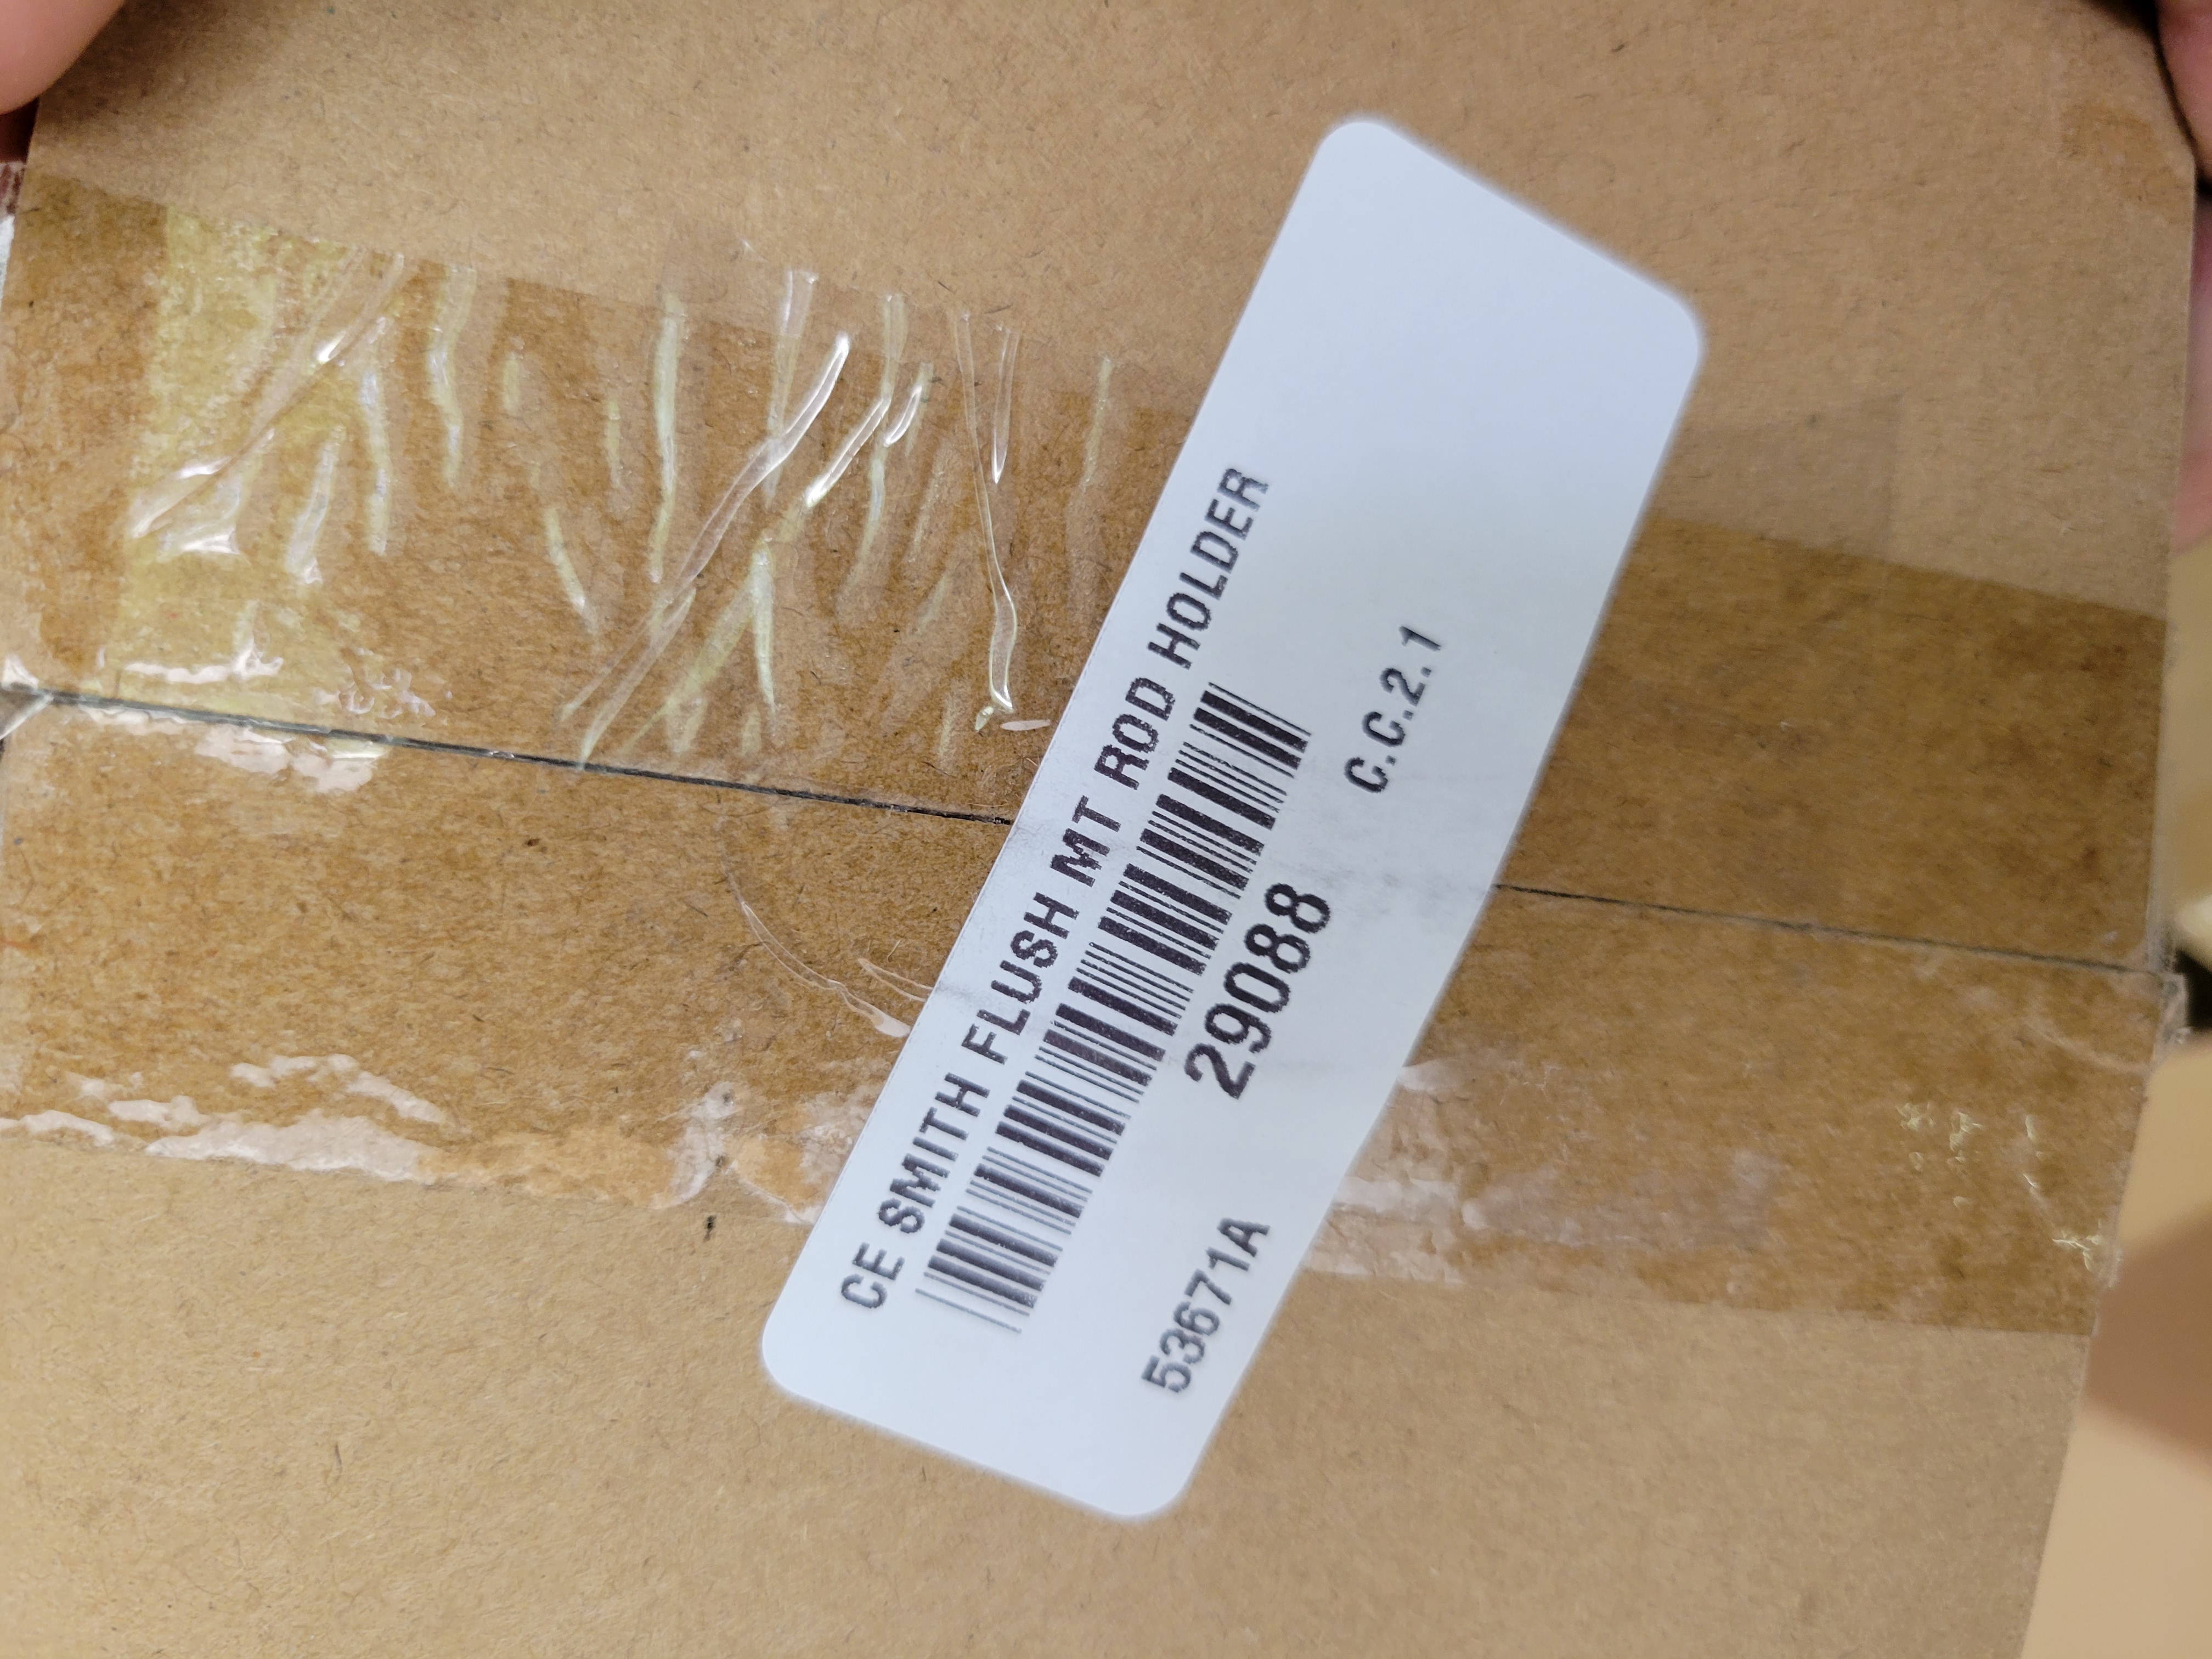 CE SMITH FLUSH MT ROD HOLDER
29088
53671A
C.C.2.1